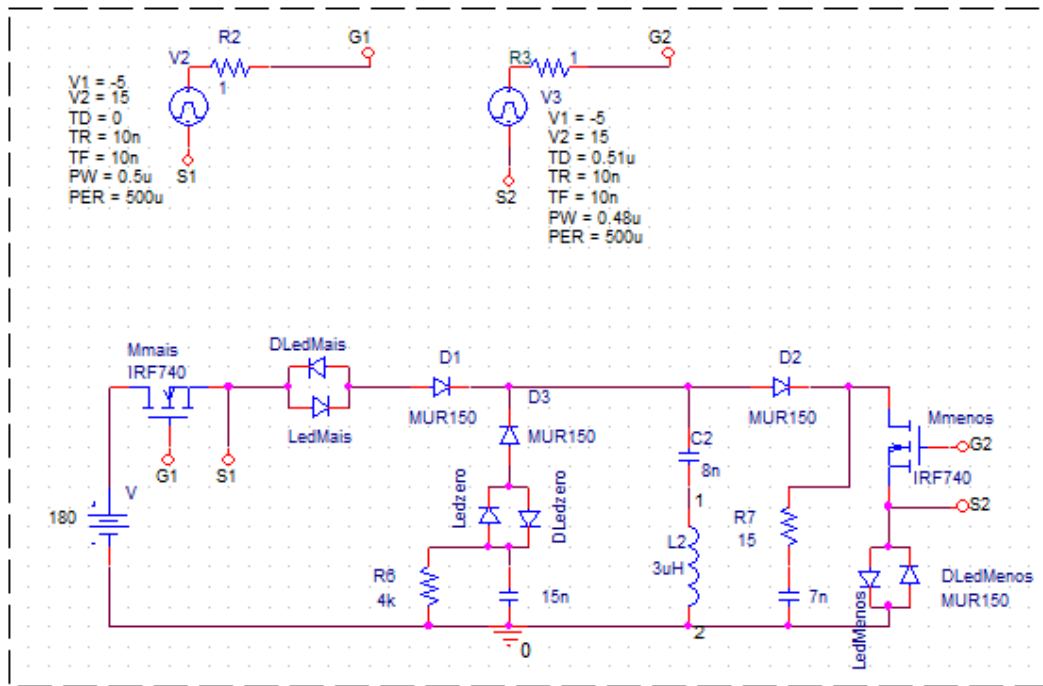 R2
G1
V2
1
V1 = -5
V2 = 15
TD = 0
TR = 10n
TF = 10n
PW = 0.5u
PER = 500u
S1
R3
1
G2
V3
V1 = -5
V2 = 15
TD = 0.51u
TR = 10n
TF = 10n
PW = 0.48u
PER = 500u
S2
Mmais
IRF740
G1
S1
DLedMais
LedMais
D1
MUR150
D3
MUR150
D2
MUR150
Mmenos
G2
IRF740
S2
C2
8n
1
V
180
Ledzero
DLedzero
L2
3uH
2
R7
15
R6
4k
15n
7n
0
LedMenos
DLedMenos
MUR150